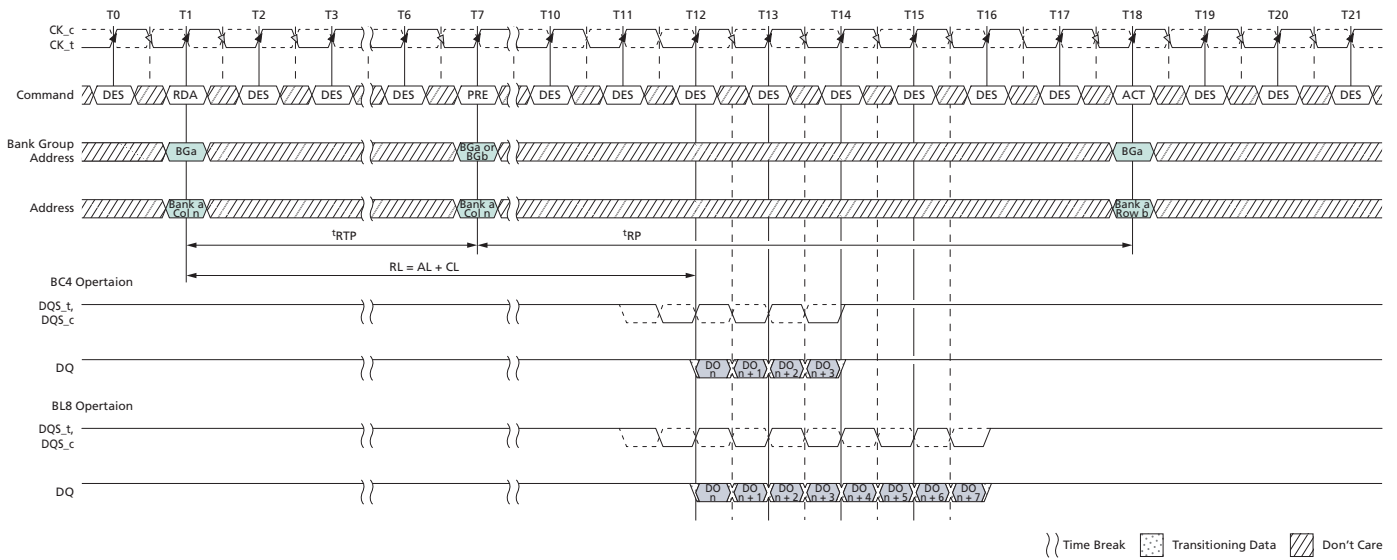 T0 T1 T2 T3 T6 T7 T10 T11 T12 T13 T14 T15 T16 T17 T18 T19 T20 T21
CK_c
CK_t
Command DES RDA DES DES DES PRE DES DES DES DES DES DES DES DES ACT DES DES DES
Bank Group
Address
BGa
BGa or
BGb
BGa
Address
Bank a
Col n
Bank a
Col n
Bank a
Row b
tRTP
tRP
RL = AL + CL
BC4 Opertaion
DQS_t,
DQS_c
DQ
DO
n
DO
n + 1
DO
n + 2
DO
n + 3
BL8 Opertaion
DQS_t,
DQS_c
DQ
DO
n
DO
n + 1
DO
n + 2
DO
n + 3
DO
n + 4
DO
n + 5
DO
n + 6
DO
n + 7
Time Break Transitioning Data Don't Care